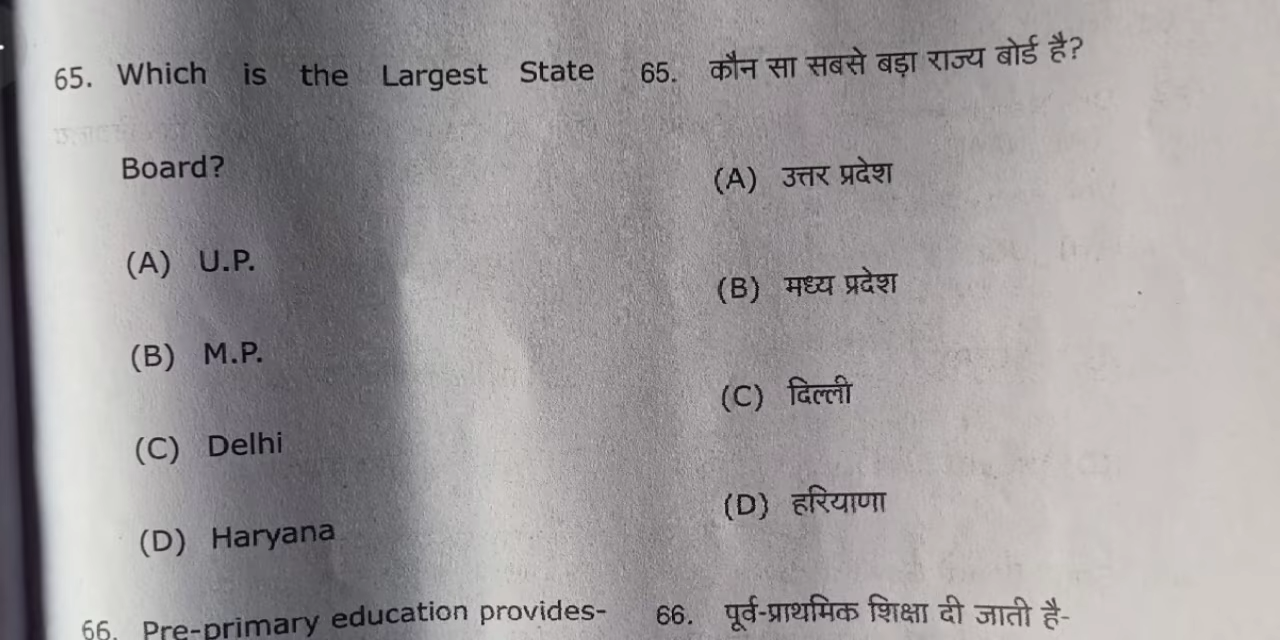 65. Which is the Largest State
Board?
(A) U.P.
(B) M.P.
(C) Delhi
(D) Haryana
66. Pre-primary education provides-
65. कौन सा सबसे बड़ा राज्य बोर्ड है?
(A) उत्तर प्रदेश
(B) मध्य प्रदेश
(C) दिल्ली
(D) हरियाणा
66. पूर्व-प्राथमिक शिक्षा दी जाती है-